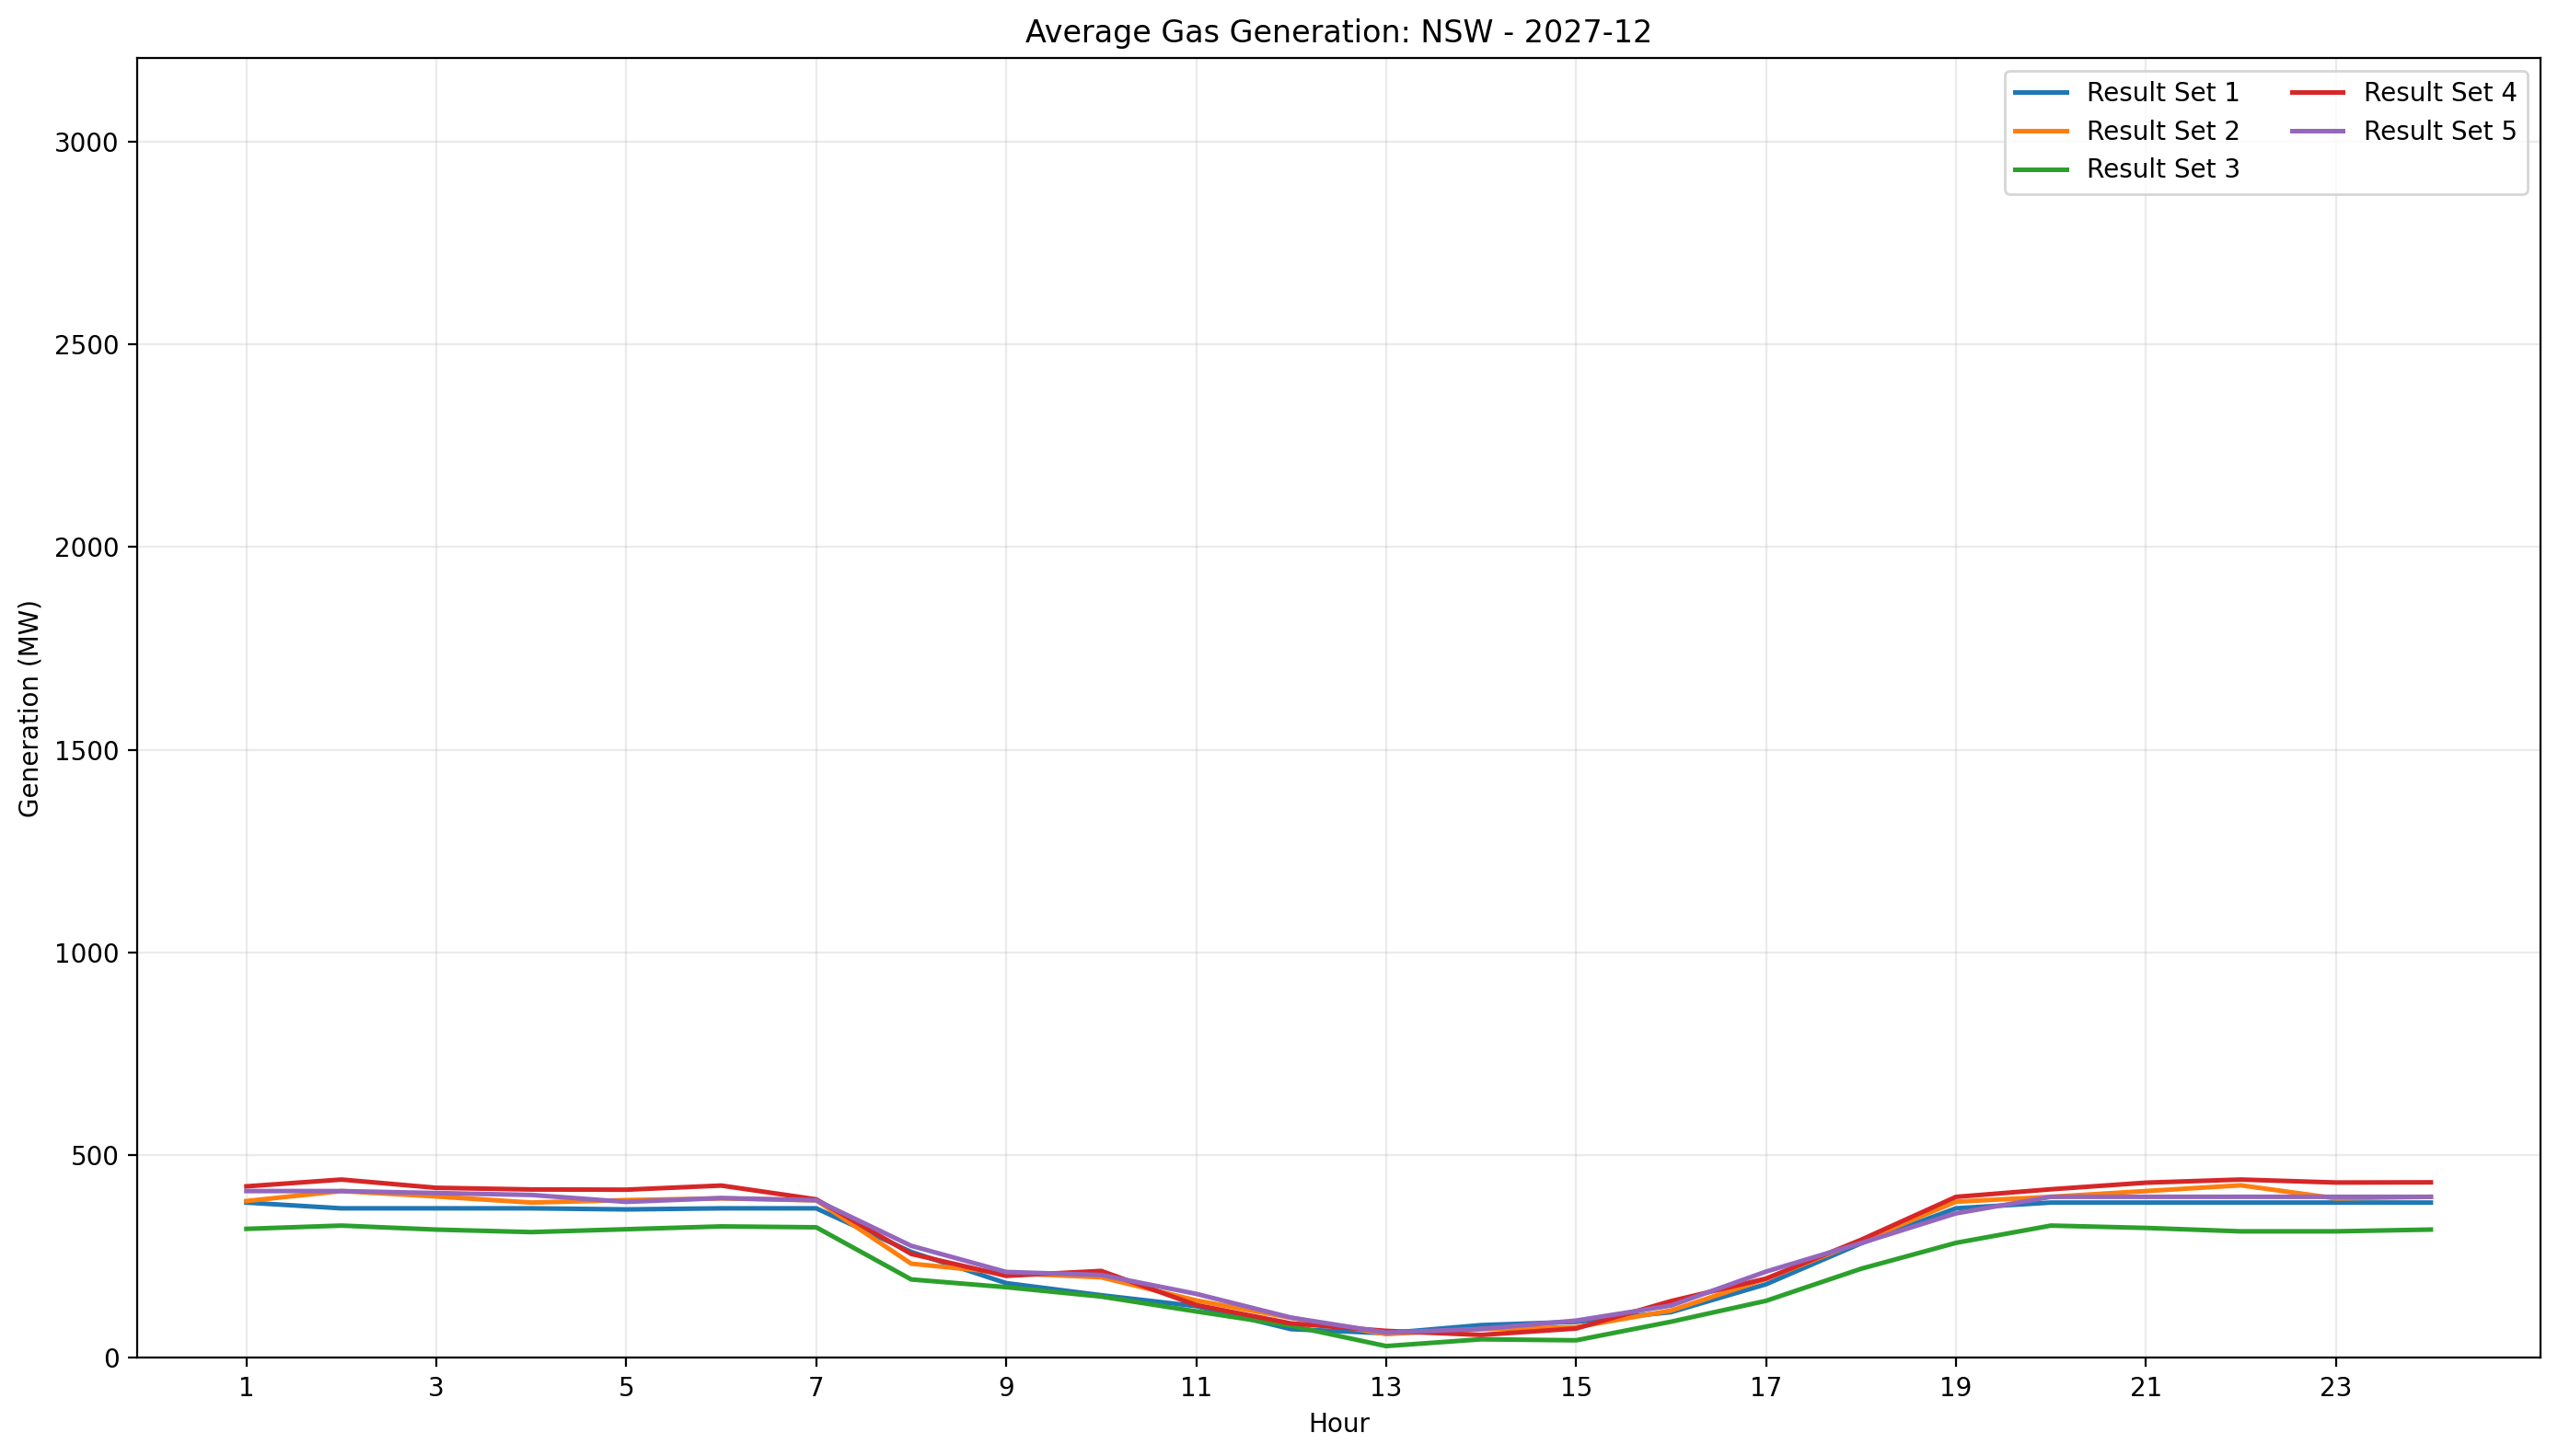 Average Gas Generation: NSW - 2027-12
Result Set 1
Result Set 2
Result Set 3
Result Set 4
Result Set 5
Generation (MW)
3000
2500
2000
1500
1000
500
0
1 3 5 7 9 11 13 15 17 19 21 23
Hour